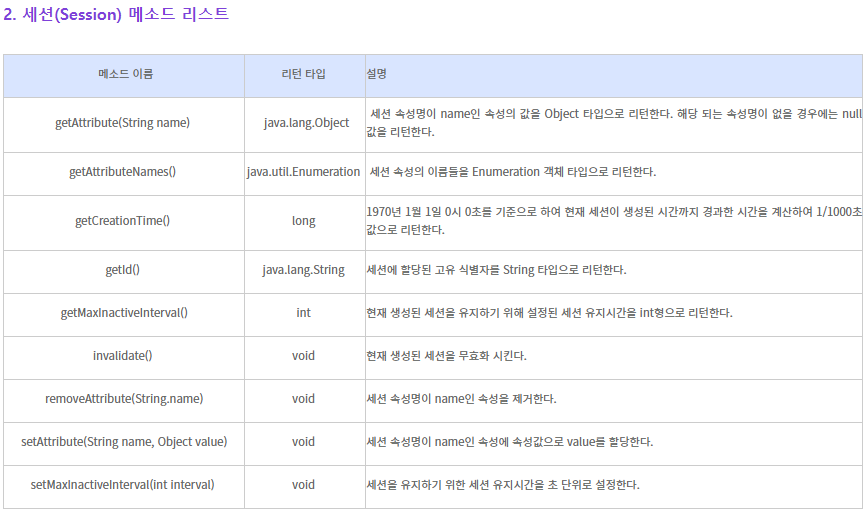 2. 세션(Session) 메소드 리스트
메소드 이름 리턴 타입 설명
getAttribute(String name) java.lang.Object 세션 속성명이 name인 속성의 값을 Object 타입으로 리턴한다. 해당 되는 속성명이 없을 경우에는 null
값을 리턴한다.
getAttributeNames() java.util.Enumeration 세션 속성의 이름들을 Enumeration 객체 타입으로 리턴한다.
getCreationTime() long 1970년 1월 1일 0시 0초를 기준으로 하여 현재 세션이 생성된 시간까지 경과한 시간을 계산하여 1/1000초
값으로 리턴한다.
getId() java.lang.String 세션에 할당된 고유 식별자를 String 타입으로 리턴한다.
getMaxInactiveInterval() int 현재 생성된 세션을 유지하기 위해 설정된 세션 유지시간을 int형으로 리턴한다.
invalidate() void 현재 생성된 세션을 무효화 시킨다.
removeAttribute(String.name) void 세션 속성명이 name인 속성을 제거한다.
setAttribute(String name, Object value) void 세션 속성명이 name인 속성에 속성값으로 value를 할당한다.
setMaxInactiveInterval(int interval) void 세션을 유지하기 위한 세션 유지시간을 초 단위로 설정한다.